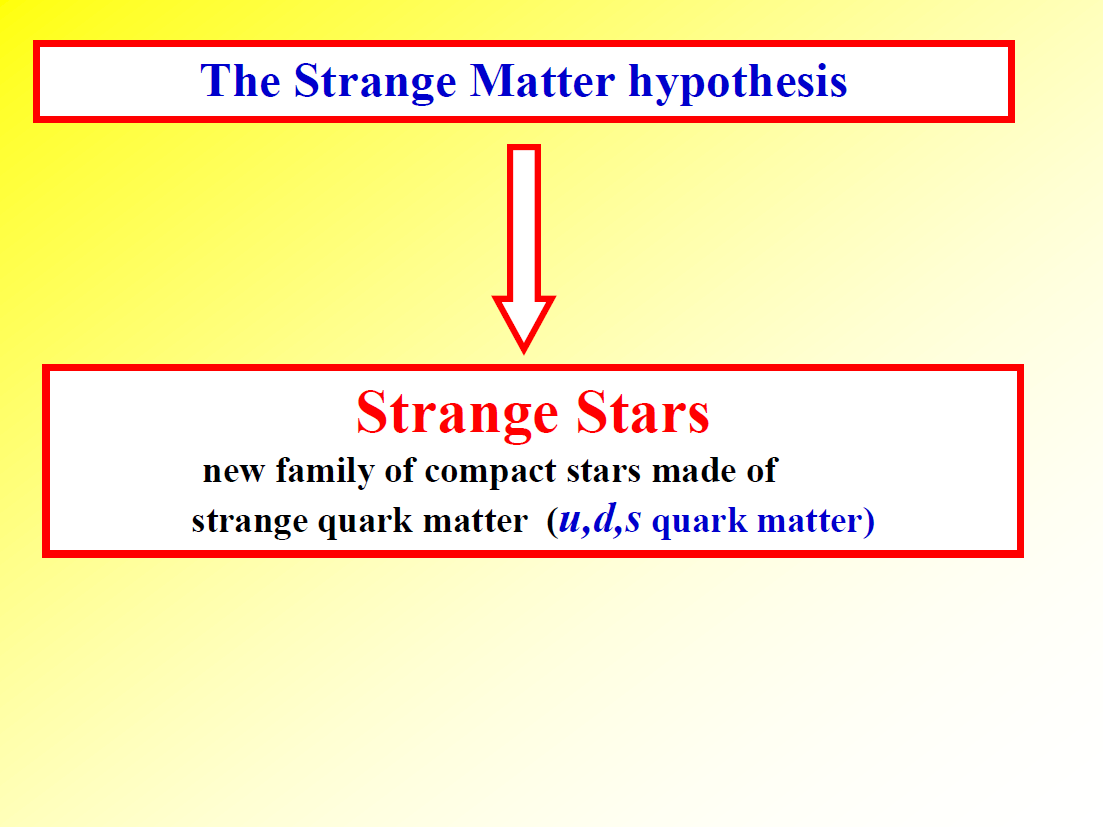 The Strange Matter hypothesis
Strange Stars
new family of compact stars made of
strange quark matter (u,d,s quark matter)